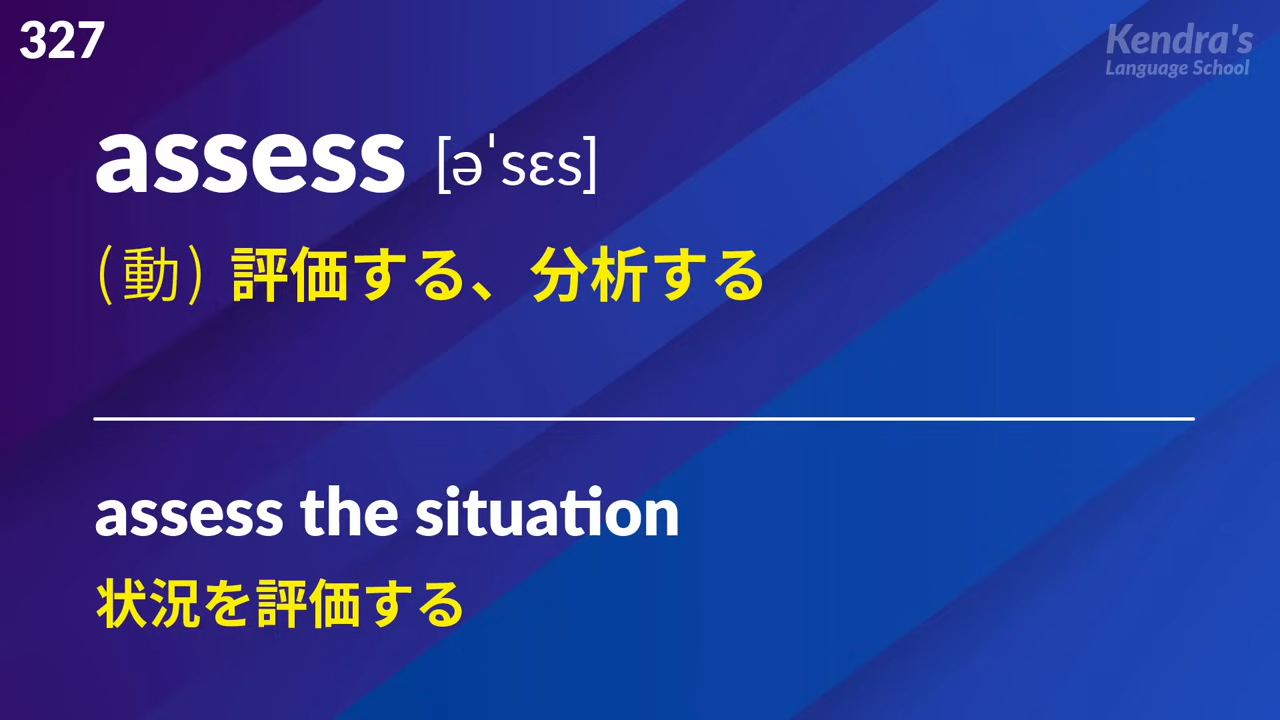 327
Kendra's
Language School
assess [əˈsɛs]
(動) 評価する、分析する
assess the situation
状況を評価する